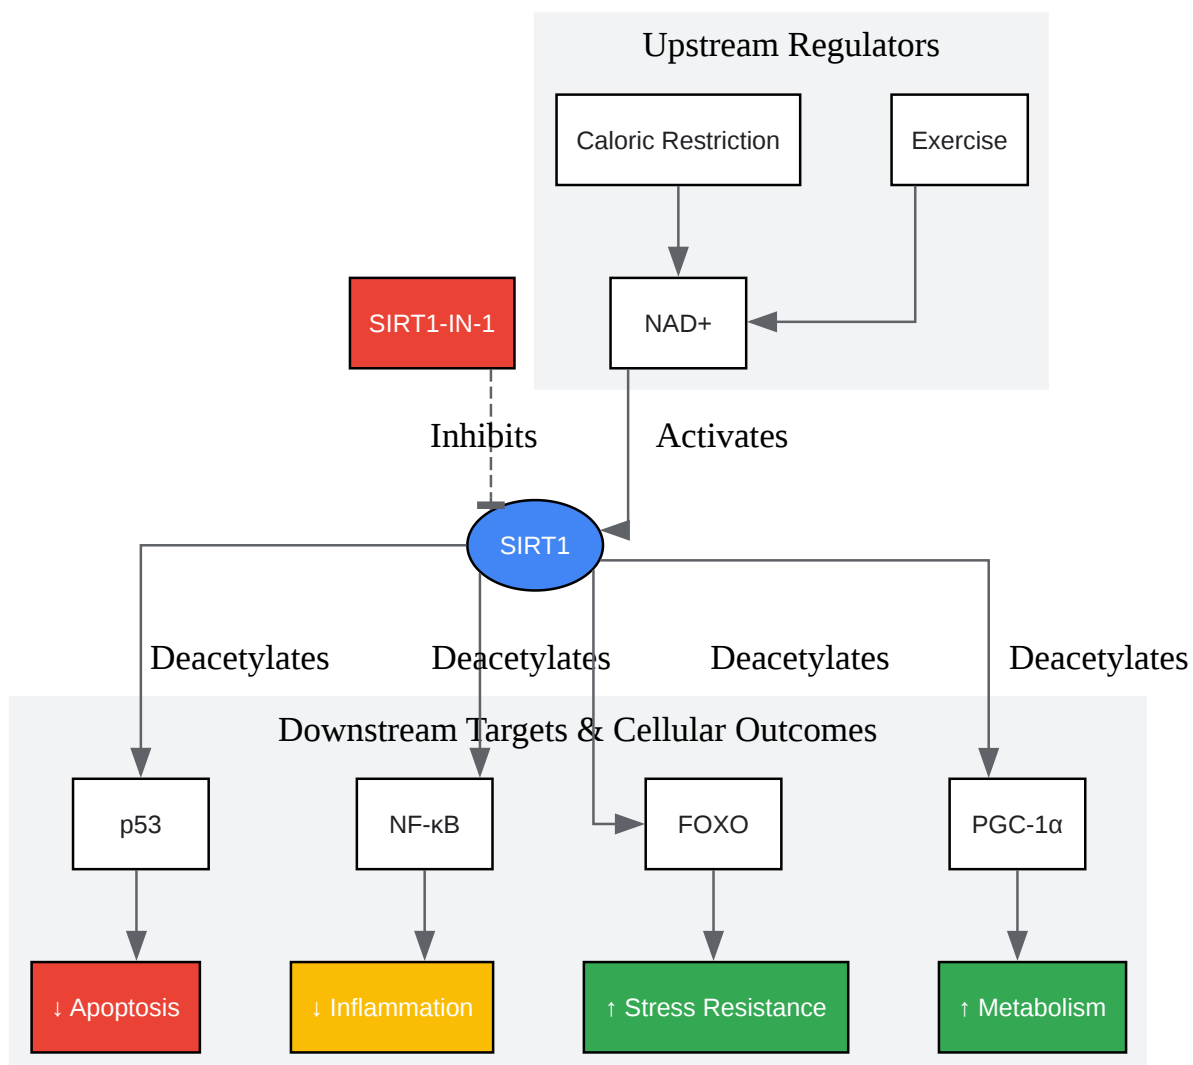 Upstream Regulators
Caloric Restriction
Exercise
SIRT1-IN-1
NAD+
Inhibits
Activates
SIRT1
Deacetylates
Deacetylates
Deacetylates
Deacetylates
Downstream Targets & Cellular Outcomes
p53
NF-κB
FOXO
PGC-1α
↓ Apoptosis
↓ Inflammation
↑ Stress Resistance
↑ Metabolism